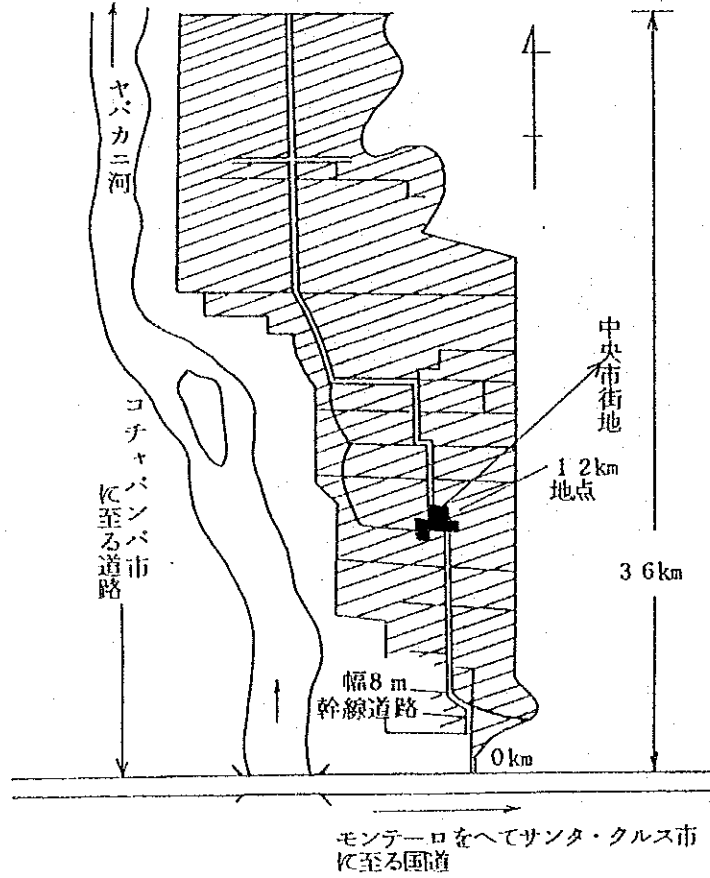 ヤパカニ河
コチャバンバ市
に至る道路
中央市街地
12km
地点
36km
幅8m
幹線道路
0km
モンテーロをへてサンタ・クルス市
に至る国道